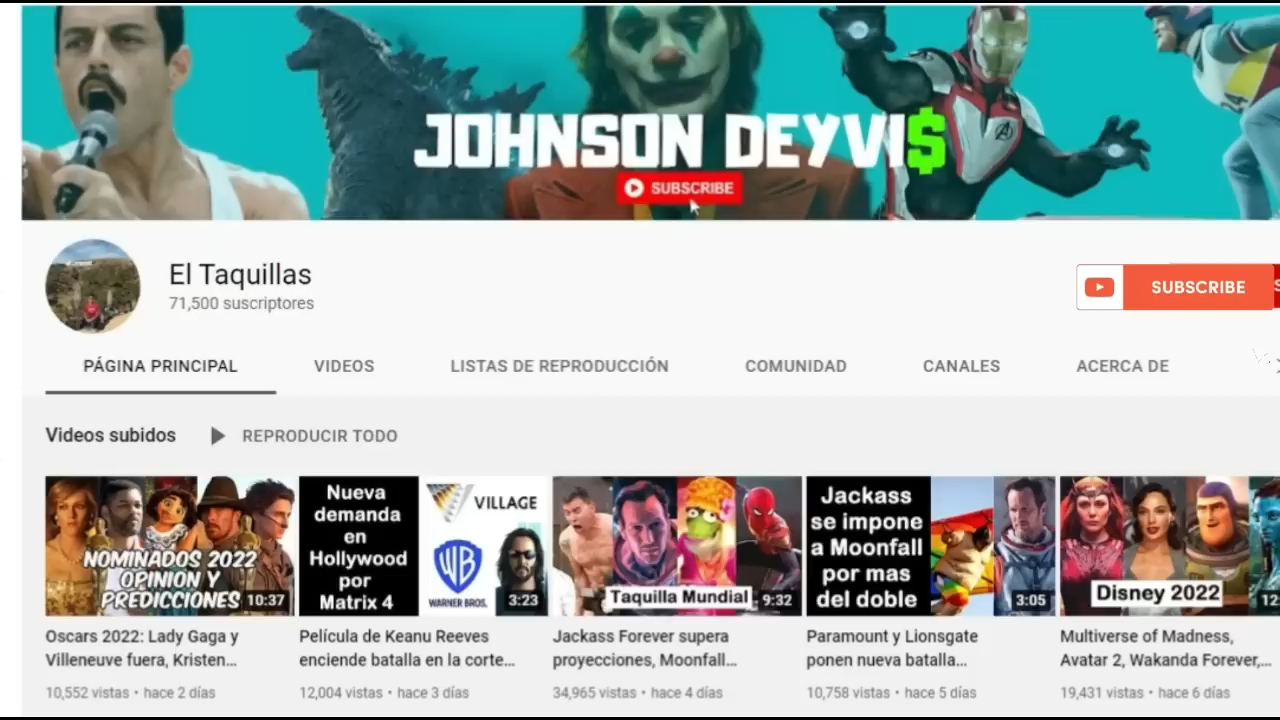 JOHNSON DEYVI$
SUBSCRIBE
El Taquillas
71,500 suscriptores
SUBSCRIBE
PÁGINA PRINCIPAL
VIDEOS
LISTAS DE REPRODUCCIÓN
COMUNIDAD
CANALES
ACERCA DE
Videos subidos
REPRODUCIR TODO
NOMINADOS 2022
OPINION Y
PREDICCIONES
10:37
Oscars 2022: Lady Gaga y
Villeneuve fuera, Kristen...
10,552 vistas • hace 2 días
Nueva
demanda
en
Hollywood
por
Matrix 4
VILLAGE
WB
WARNER BROS.
3:23
Película de Keanu Reeves
enciende batalla en la corte...
12,004 vistas • hace 3 días
Taquilla Mundial
9:32
Jackass Forever supera
proyecciones, Moonfall...
34,965 vistas • hace 4 días
Jackass
se impone
a Moonfall
por mas
del doble
3:05
Paramount y Lionsgate
ponen nueva batalla...
10,758 vistas • hace 5 días
Disney 2022
Multiverse of Madness,
Avatar 2, Wakanda Forever,...
19,431 vistas • hace 6 días